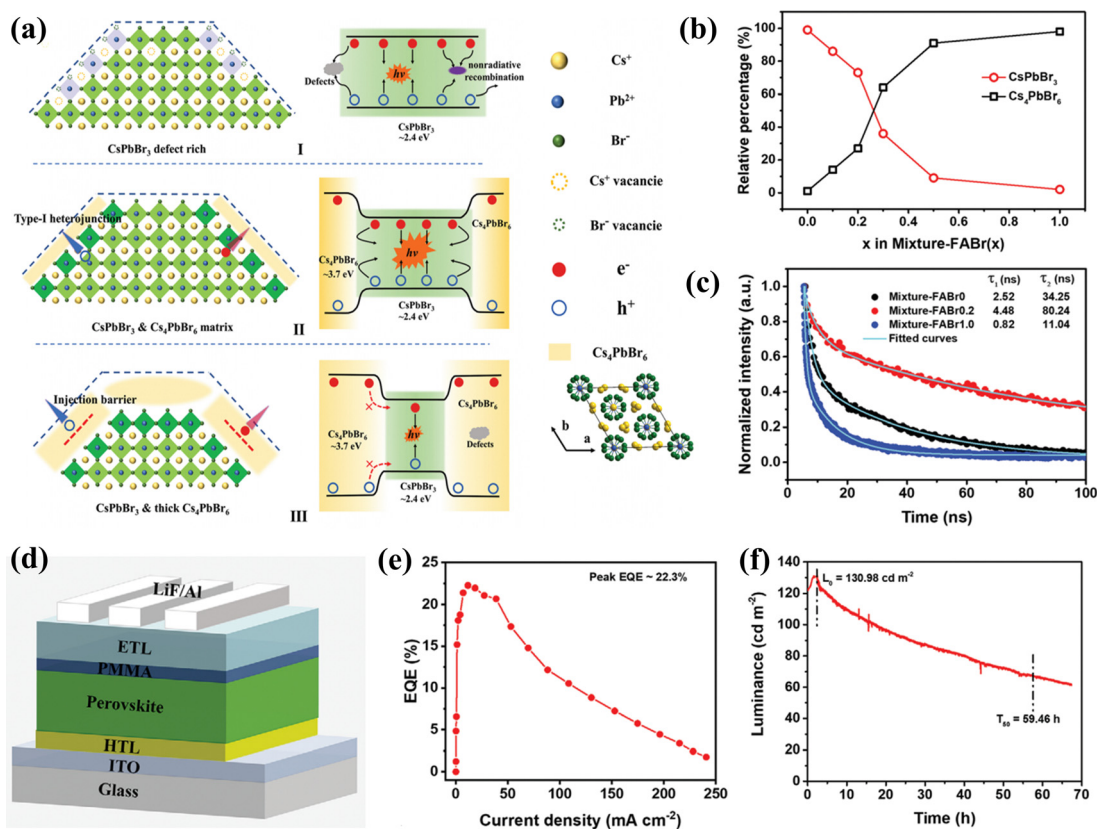 (a)
Defects
hν
nonradiative
recombination
CsPbBr3
~2.4 eV
CsPbBr3 defect rich
I
Type-I heterojunction
Cs4PbBr6
hν
Cs4PbBr6
~3.7 eV
CsPbBr3
~2.4 eV
CsPbBr3 & Cs4PbBr6 matrix
II
Injection barrier
Cs4PbBr6
Cs4PbBr6
~3.7 eV
hν
Defects
CsPbBr3
~2.4 eV
CsPbBr3 & thick Cs4PbBr6
III
Cs+
Pb2+
Br-
Cs+ vacancie
Br- vacancie
e-
h+
Cs4PbBr6
b
a
(b)
Relative percentage (%)
100
80
60
40
20
0
CsPbBr3
Cs4PbBr6
0.0 0.2 0.4 0.6 0.8 1.0
x in Mixture-FABr(x)
(c)
Normalized intensity (a.u.)
1.0
0.8
0.6
0.4
0.2
0.0
τ1 (ns) τ2 (ns)
Mixture-FABr0 2.52 34.25
Mixture-FABr0.2 4.48 80.24
Mixture-FABr1.0 0.82 11.04
Fitted curves
20 40 60 80 100
Time (ns)
(d)
LiF/Al
ETL
PMMA
Perovskite
HTL
ITO
Glass
(e)
EQE (%)
25
20
15
10
5
0
Peak EQE ~ 22.3%
0 50 100 150 200 250
Current density (mA cm-2)
(f)
Luminance (cd m-2)
140
120
100
80
60
40
20
0
L0 = 130.98 cd m-2
T50 = 59.46 h
0 10 20 30 40 50 60 70
Time (h)